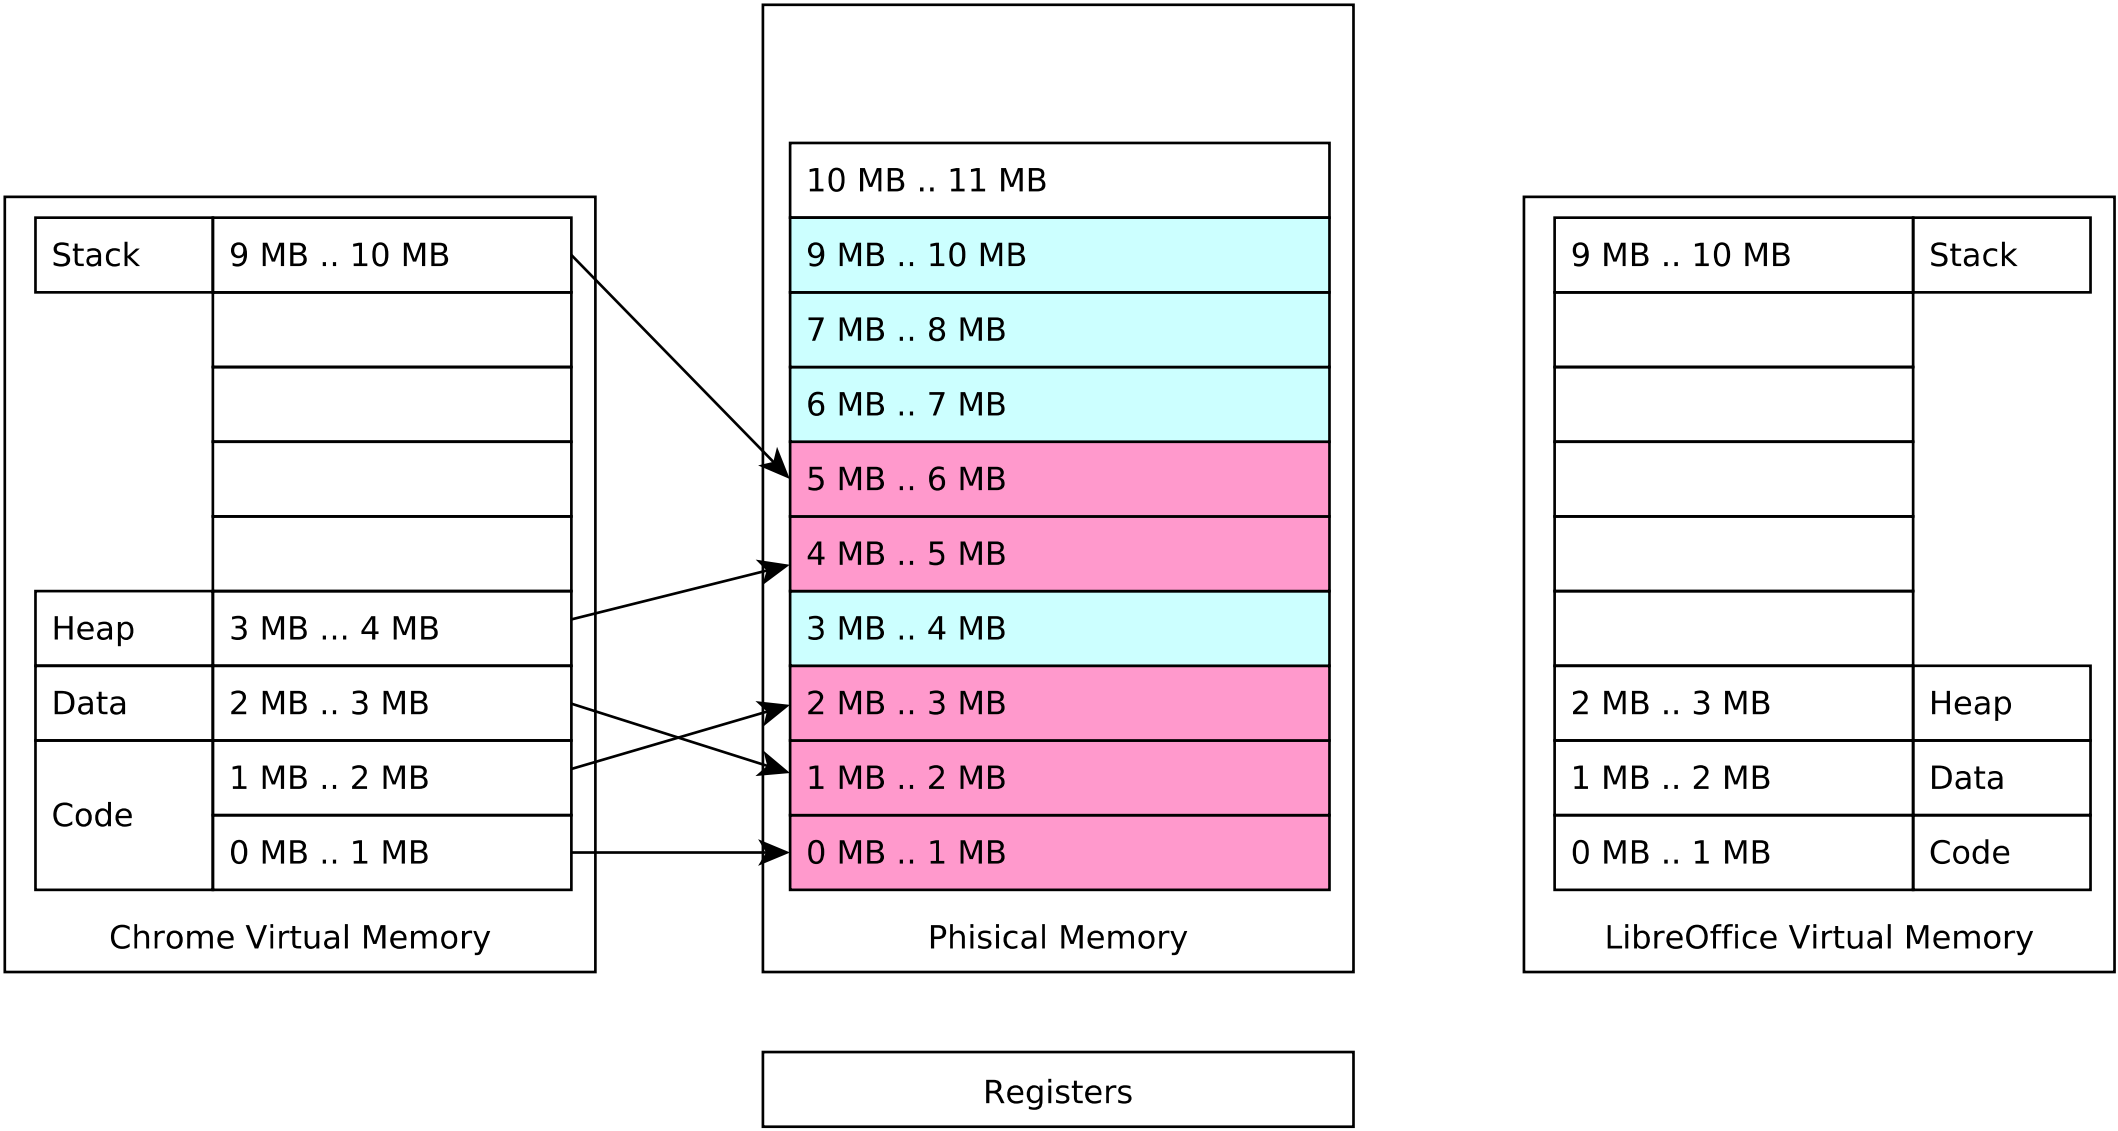 Stack
9 MB .. 10 MB
Heap
3 MB ... 4 MB
Data
2 MB .. 3 MB
Code
1 MB .. 2 MB
0 MB .. 1 MB
Chrome Virtual Memory
10 MB .. 11 MB
9 MB .. 10 MB
7 MB .. 8 MB
6 MB .. 7 MB
5 MB .. 6 MB
4 MB .. 5 MB
3 MB .. 4 MB
2 MB .. 3 MB
1 MB .. 2 MB
0 MB .. 1 MB
Phisical Memory
9 MB .. 10 MB
Stack
2 MB .. 3 MB
Heap
1 MB .. 2 MB
Data
0 MB .. 1 MB
Code
LibreOffice Virtual Memory
Registers